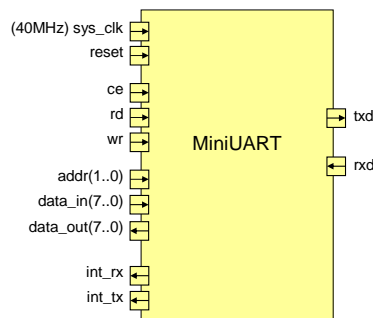 (40MHz) sys_clk
reset
ce
rd
wr
addr(1..0)
data_in(7..0)
data_out(7..0)
int_rx
int_tx
MiniUART
txd
rxd